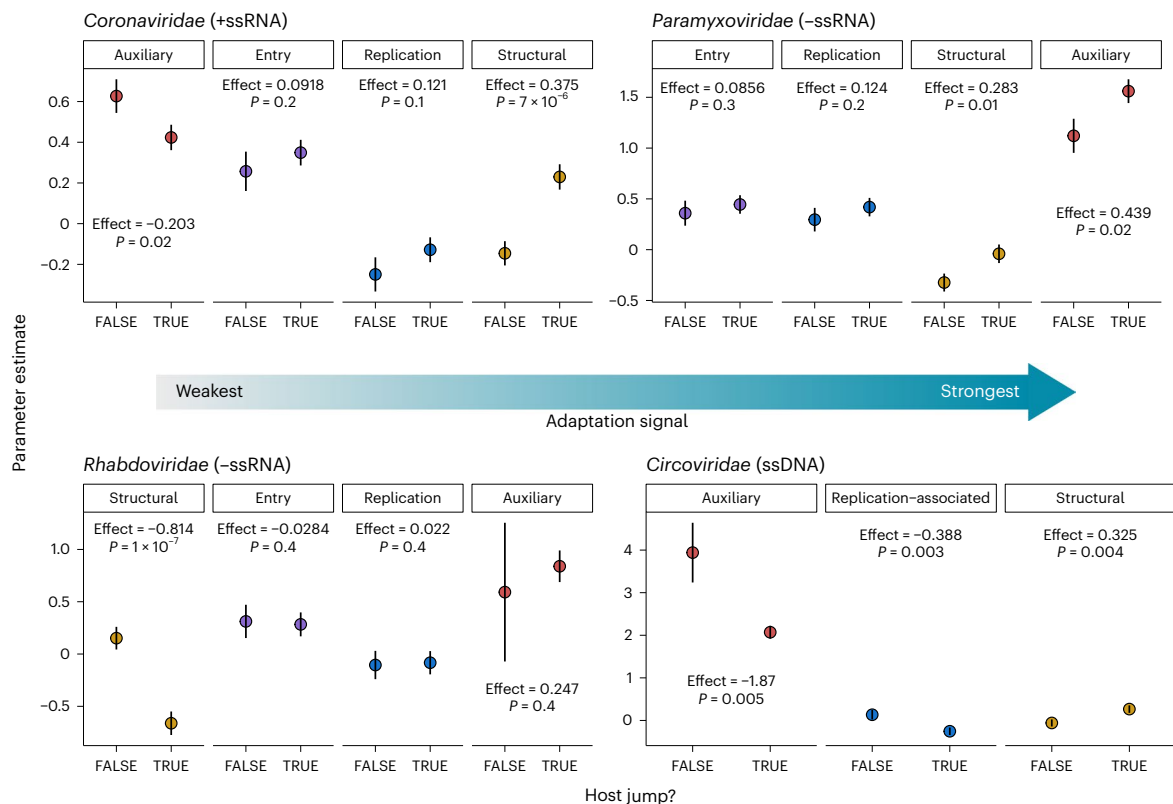 Coronaviridae (+ssRNA)
Auxiliary
Entry
Replication
Structural
Effect = 0.0918
P = 0.2
Effect = 0.121
P = 0.1
Effect = 0.375
P = 7 × 10⁻⁶
Effect = –0.203
P = 0.02
0.6
0.4
0.2
0
–0.2
FALSE TRUE
FALSE TRUE
FALSE TRUE
FALSE TRUE
Paramyxoviridae (–ssRNA)
Entry
Replication
Structural
Auxiliary
Effect = 0.0856
P = 0.3
Effect = 0.124
P = 0.2
Effect = 0.283
P = 0.01
Effect = 0.439
P = 0.02
1.5
1.0
0.5
0
–0.5
FALSE TRUE
FALSE TRUE
FALSE TRUE
FALSE TRUE
Parameter estimate
Weakest
Strongest
Adaptation signal
Rhabdoviridae (–ssRNA)
Structural
Entry
Replication
Auxiliary
Effect = –0.814
P = 1 × 10⁻⁷
Effect = –0.0284
P = 0.4
Effect = 0.022
P = 0.4
Effect = 0.247
P = 0.4
1.0
0.5
0
–0.5
FALSE TRUE
FALSE TRUE
FALSE TRUE
FALSE TRUE
Circoviridae (ssDNA)
Auxiliary
Replication–associated
Structural
Effect = –0.388
P = 0.003
Effect = 0.325
P = 0.004
Effect = –1.87
P = 0.005
4
3
2
1
0
FALSE TRUE
FALSE TRUE
FALSE TRUE
Host jump?